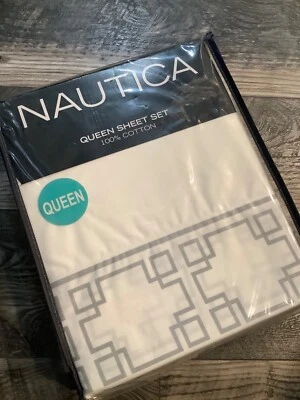 NAUTICA
QUEEN SHEET SET
100% COTTON
QUEEN